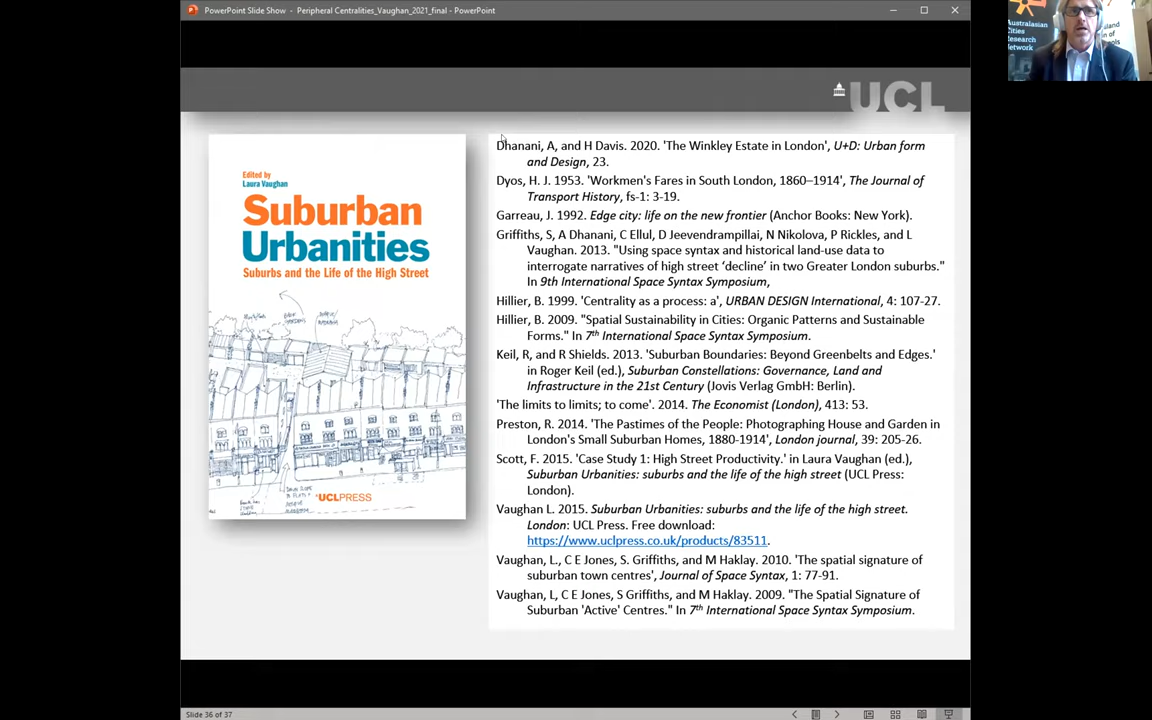 PowerPoint Slide Show - Peripheral Centralities_Vaughan_2021_final - PowerPoint
Australasian
Cities
Research
Network
UCL
Edited by
Laura Vaughan
Suburban
Urbanities
Suburbs and the Life of the High Street
UCLPRESS
Dhanani, A, and H Davis. 2020. 'The Winkley Estate in London', U+D: Urban form
and Design, 23.
Dyos, H. J. 1953. 'Workmen's Fares in South London, 1860–1914', The Journal of
Transport History, fs-1: 3-19.
Garreau, J. 1992. Edge city: life on the new frontier (Anchor Books: New York).
Griffiths, S, A Dhanani, C Ellul, D Jeevendrampillai, N Nikolova, P Rickles, and L
Vaughan. 2013. "Using space syntax and historical land-use data to
interrogate narratives of high street ‘decline’ in two Greater London suburbs."
In 9th International Space Syntax Symposium,
Hillier, B. 1999. 'Centrality as a process: a', URBAN DESIGN International, 4: 107-27.
Hillier, B. 2009. "Spatial Sustainability in Cities: Organic Patterns and Sustainable
Forms." In 7th International Space Syntax Symposium.
Keil, R, and R Shields. 2013. 'Suburban Boundaries: Beyond Greenbelts and Edges.'
in Roger Keil (ed.), Suburban Constellations: Governance, Land and
Infrastructure in the 21st Century (Jovis Verlag GmbH: Berlin).
'The limits to limits; to come'. 2014. The Economist (London), 413: 53.
Preston, R. 2014. 'The Pastimes of the People: Photographing House and Garden in
London's Small Suburban Homes, 1880-1914', London journal, 39: 205-26.
Scott, F. 2015. 'Case Study 1: High Street Productivity.' in Laura Vaughan (ed.),
Suburban Urbanities: suburbs and the life of the high street (UCL Press:
London).
Vaughan L. 2015. Suburban Urbanities: suburbs and the life of the high street.
London: UCL Press. Free download:
https://www.uclpress.co.uk/products/83511.
Vaughan, L., C E Jones, S. Griffiths, and M Haklay. 2010. 'The spatial signature of
suburban town centres', Journal of Space Syntax, 1: 77-91.
Vaughan, L, C E Jones, S Griffiths, and M Haklay. 2009. "The Spatial Signature of
Suburban 'Active' Centres." In 7th International Space Syntax Symposium.
Slide 36 of 37